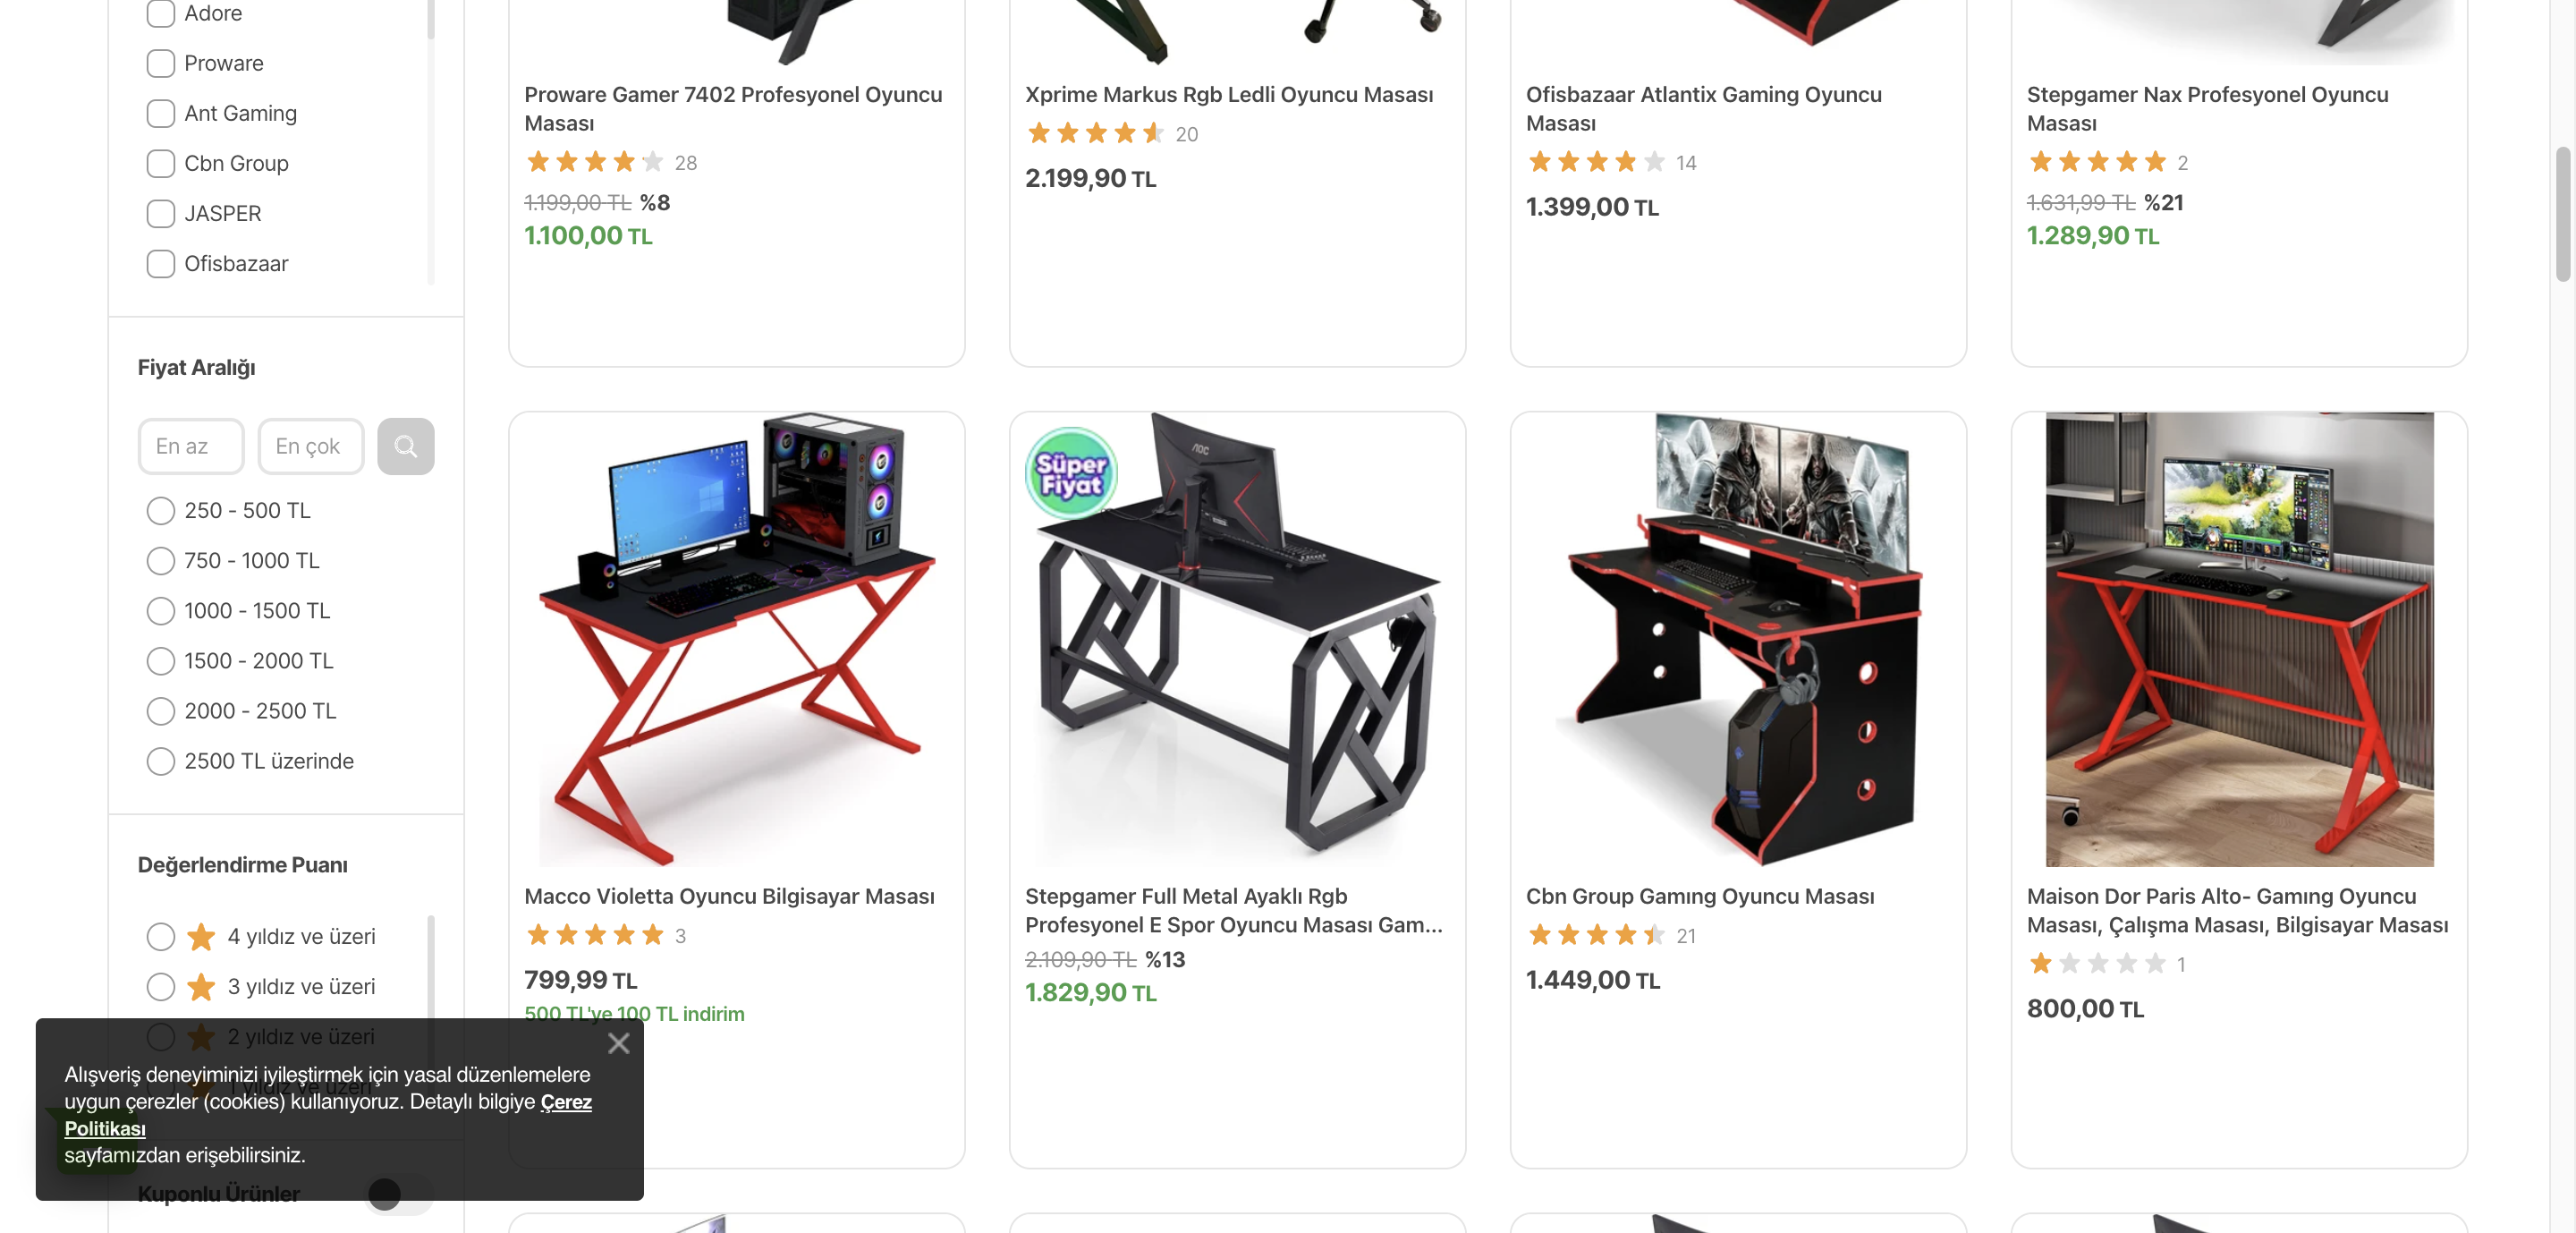 Adore
Proware
Ant Gaming
Cbn Group
JASPER
Ofisbazaar
Fiyat Aralığı
En az
En çok
250 - 500 TL
750 - 1000 TL
1000 - 1500 TL
1500 - 2000 TL
2000 - 2500 TL
2500 TL üzerinde
Değerlendirme Puanı
4 yıldız ve üzeri
3 yıldız ve üzeri
2 yıldız ve üzeri
1 yıldız ve üzeri
Kuponlu Ürünler
Alışveriş deneyiminizi iyileştirmek için yasal düzenlemelere
uygun çerezler (cookies) kullanıyoruz. Detaylı bilgiye Çerez
Politikası
sayfamızdan erişebilirsiniz.
Proware Gamer 7402 Profesyonel Oyuncu
Masası
28
1.199,00 TL %8
1.100,00 TL
Xprime Markus Rgb Ledli Oyuncu Masası
20
2.199,90 TL
Ofisbazaar Atlantix Gaming Oyuncu
Masası
14
1.399,00 TL
Stepgamer Nax Profesyonel Oyuncu
Masası
2
1.631,99 TL %21
1.289,90 TL
Macco Violetta Oyuncu Bilgisayar Masası
3
799,99 TL
500 TL'ye 100 TL indirim
Süper
Fiyat
AOC
Stepgamer Full Metal Ayaklı Rgb
Profesyonel E Spor Oyuncu Masası Gam...
2.109,90 TL %13
1.829,90 TL
Cbn Group Gamıng Oyuncu Masası
21
1.449,00 TL
Maison Dor Paris Alto- Gamıng Oyuncu
Masası, Çalışma Masası, Bilgisayar Masası
1
800,00 TL